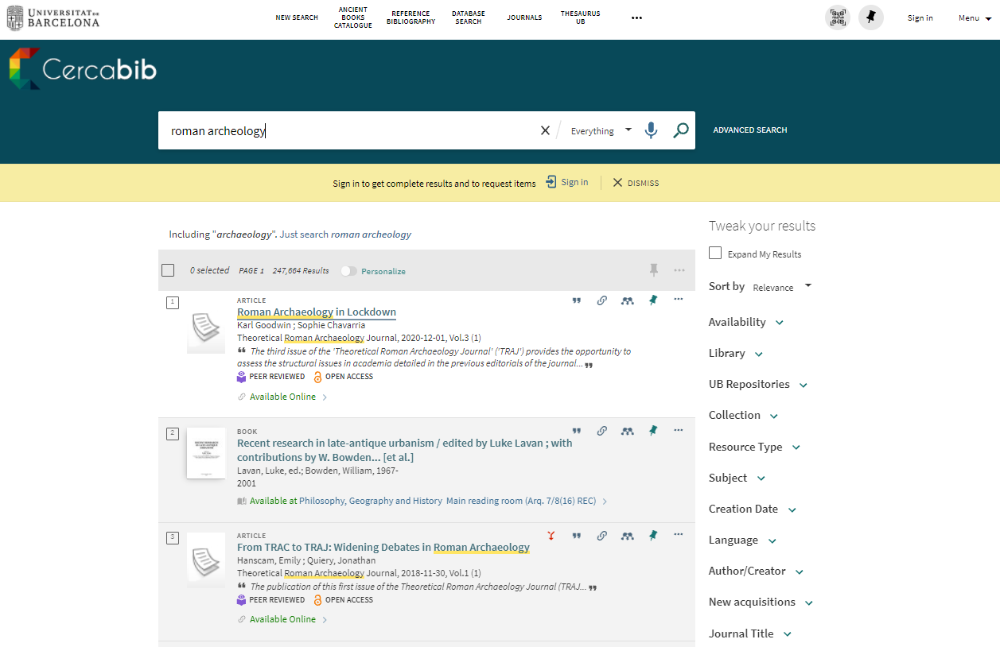 UNIVERSITAT DE
BARCELONA
NEW SEARCH
ANCIENT
BOOKS
CATALOGUE
REFERENCE
BIBLIOGRAPHY
DATABASE
SEARCH
JOURNALS
THESAURUS
UB
Sign in
Menu
Cercabib
roman archeology
Everything
ADVANCED SEARCH
Sign in to get complete results and to request items
Sign in
DISMISS
Including "archaeology". Just search roman archeology
0 selected PAGE 1 247,664 Results Personalize
1
ARTICLE
Roman Archaeology in Lockdown
Karl Goodwin ; Sophie Chavarria
Theoretical Roman Archaeology Journal, 2020-12-01, Vol.3 (1)
❝ The third issue of the 'Theoretical Roman Archaeology Journal' ('TRAJ') provides the opportunity to
assess the structural issues in academia detailed in the previous editorials of the journal... ❞
PEER REVIEWED OPEN ACCESS
Available Online
2
BOOK
Recent research in late-antique urbanism / edited by Luke Lavan ; with
contributions by W. Bowden... [et al.]
Lavan, Luke, ed.; Bowden, William, 1967-
2001
Available at Philosophy, Geography and History Main reading room (Arq. 7/8(16) REC)
3
ARTICLE
From TRAC to TRAJ: Widening Debates in Roman Archaeology
Hanscam, Emily ; Quiery, Jonathan
Theoretical Roman Archaeology Journal, 2018-11-30, Vol.1 (1)
❝ The publication of this first issue of the Theoretical Roman Archaeology Journal (TRAJ... ❞
PEER REVIEWED OPEN ACCESS
Available Online
Tweak your results
Expand My Results
Sort by Relevance
Availability
Library
UB Repositories
Collection
Resource Type
Subject
Creation Date
Language
Author/Creator
New acquisitions
Journal Title